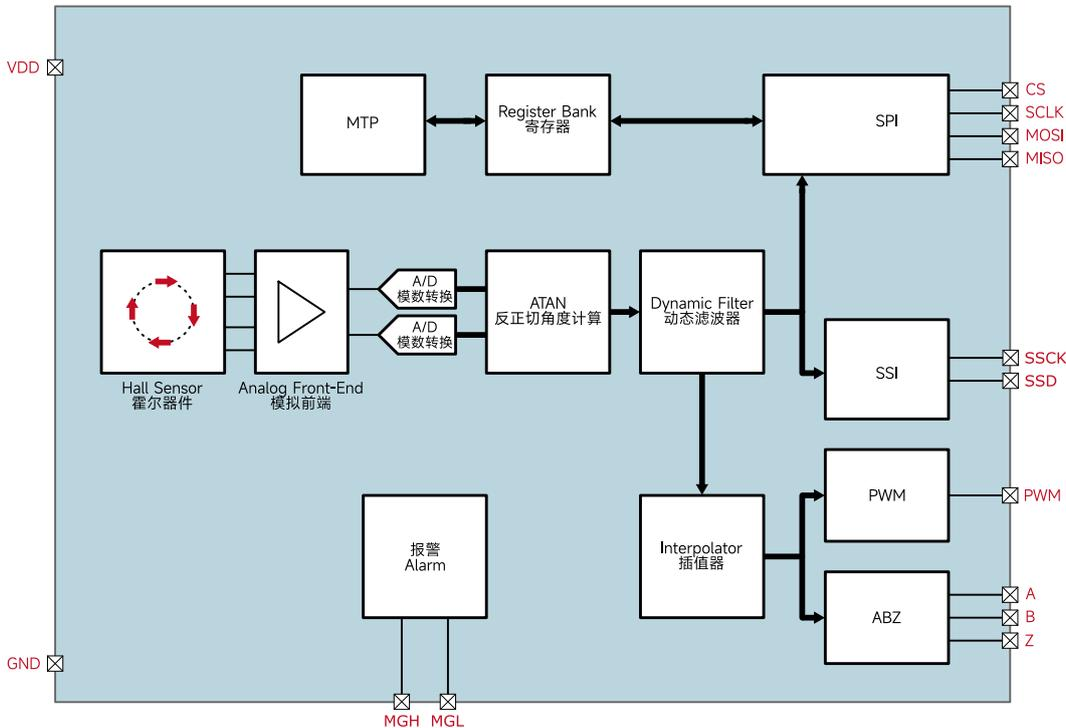 VDD
MTP
Register Bank
寄存器
SPI
CS
SCLK
MOSI
MISO
A/D
模数转换
A/D
模数转换
ATAN
反正切角度计算
Dynamic Filter
动态滤波器
SSI
SSCK
SSD
Hall Sensor
霍尔器件
Analog Front-End
模拟前端
PWM
PWM
报警
Alarm
Interpolator
插值器
ABZ
A
B
Z
GND
MGH
MGL